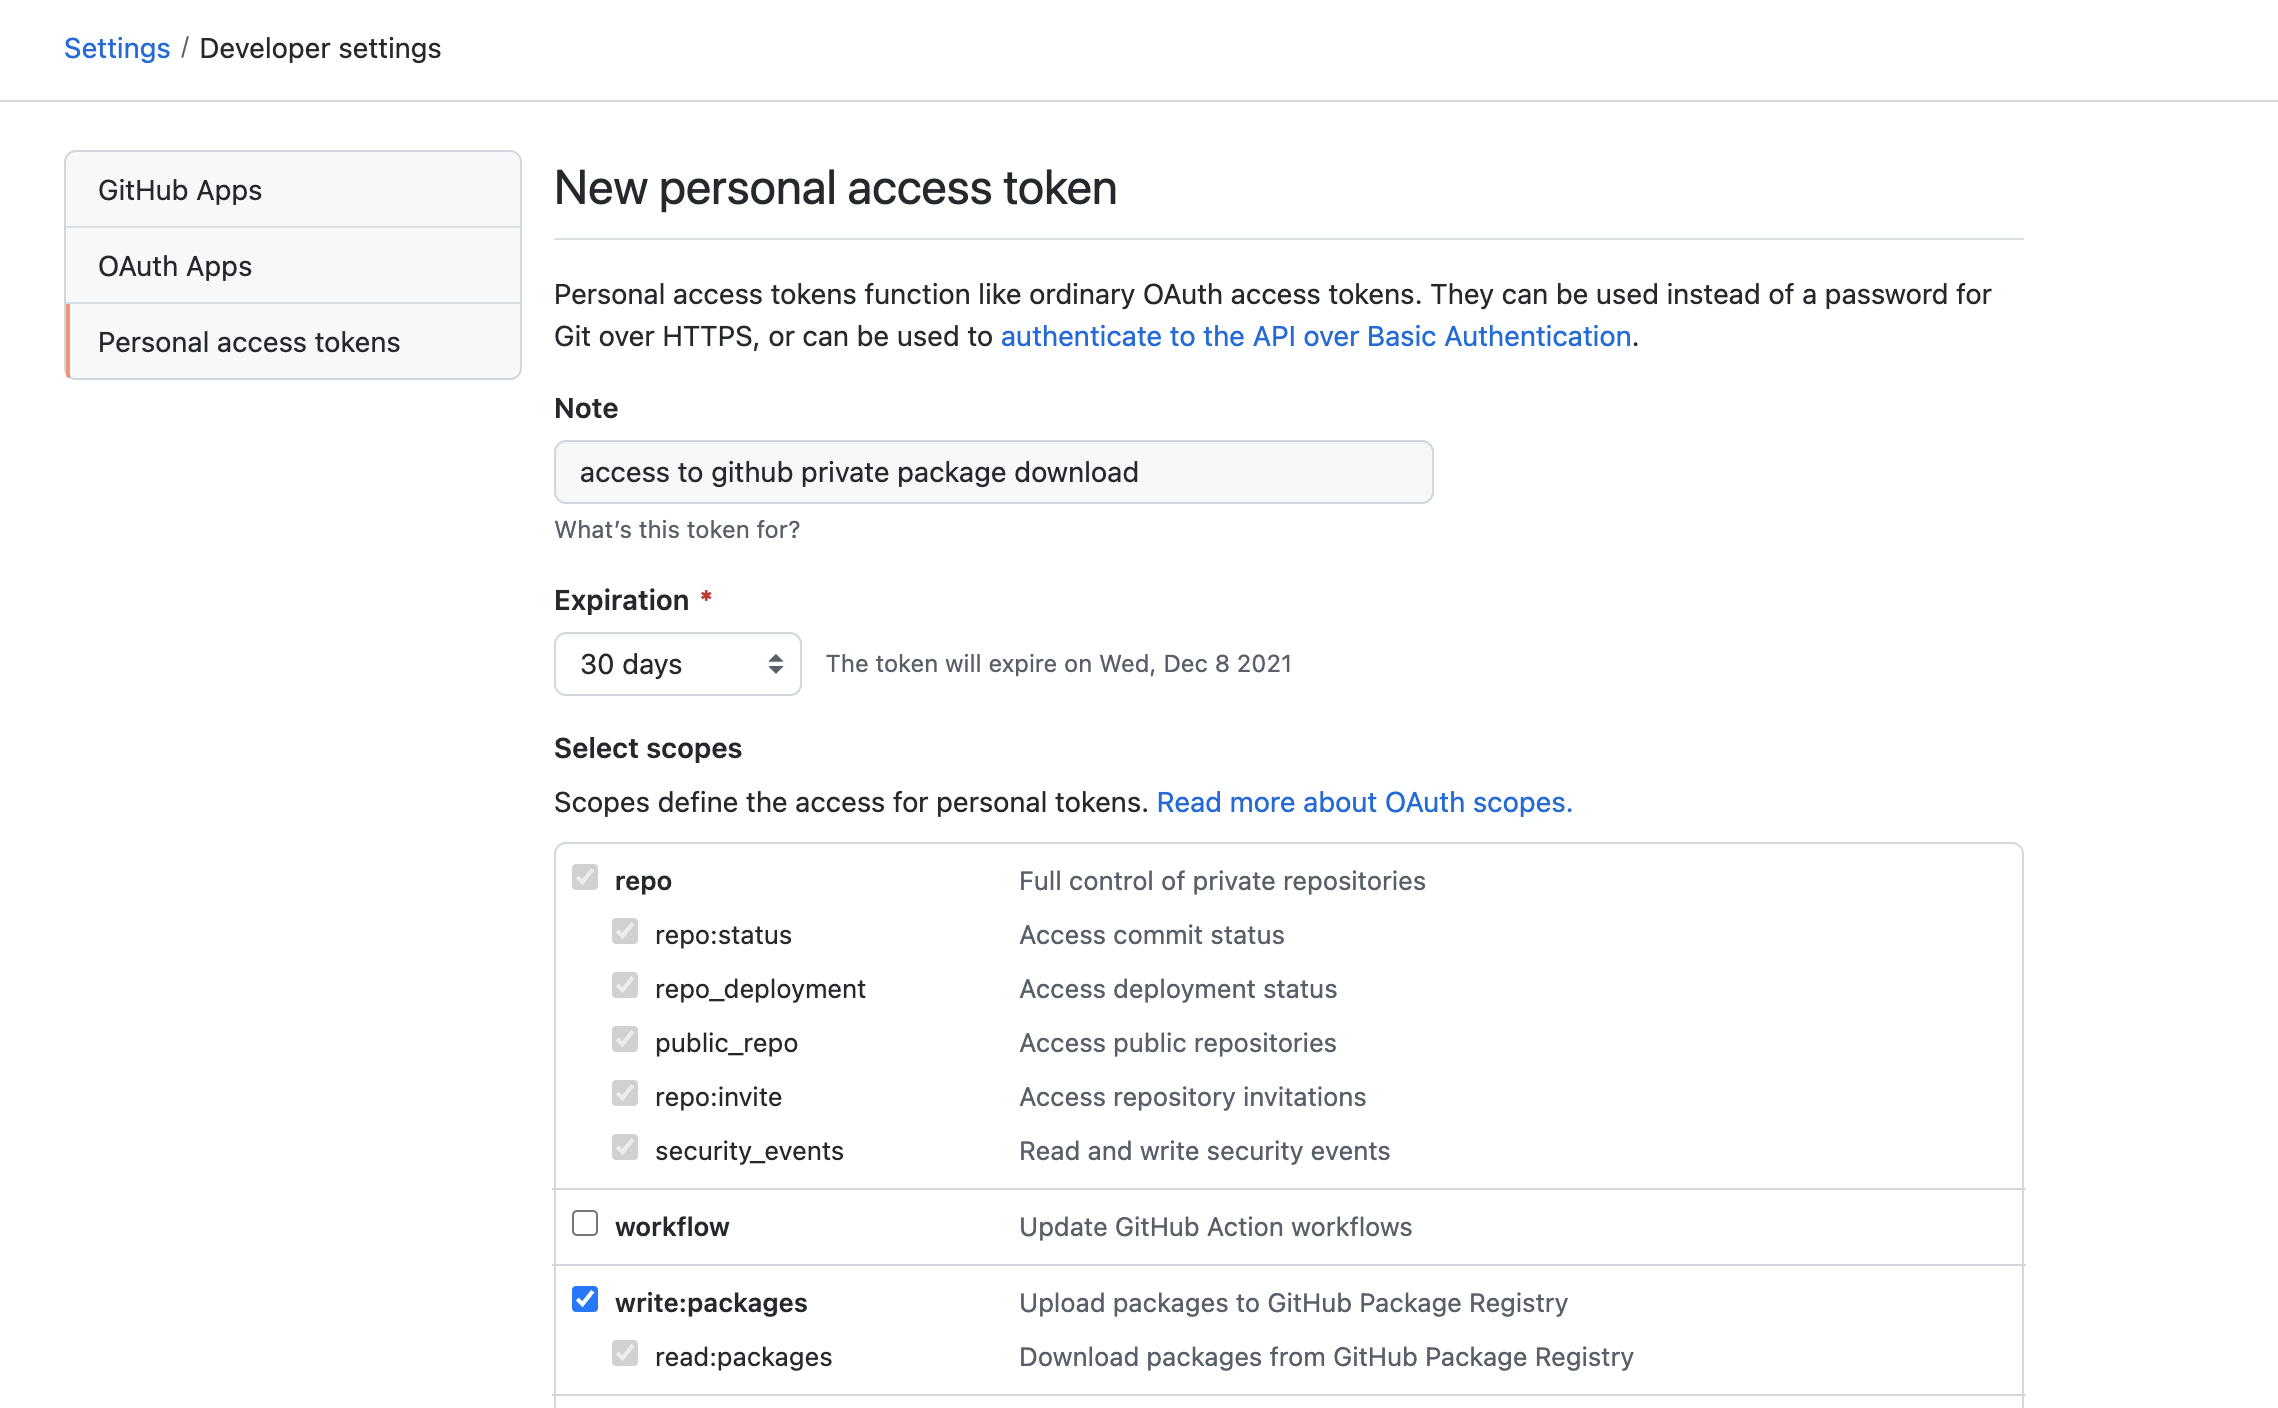 Settings / Developer settings
GitHub Apps
OAuth Apps
Personal access tokens
New personal access token
Personal access tokens function like ordinary OAuth access tokens. They can be used instead of a password for
Git over HTTPS, or can be used to authenticate to the API over Basic Authentication.
Note
access to github private package download
What's this token for?
Expiration *
30 days The token will expire on Wed, Dec 8 2021
Select scopes
Scopes define the access for personal tokens. Read more about OAuth scopes.
repo Full control of private repositories
repo:status Access commit status
repo_deployment Access deployment status
public_repo Access public repositories
repo:invite Access repository invitations
security_events Read and write security events
workflow Update GitHub Action workflows
write:packages Upload packages to GitHub Package Registry
read:packages Download packages from GitHub Package Registry